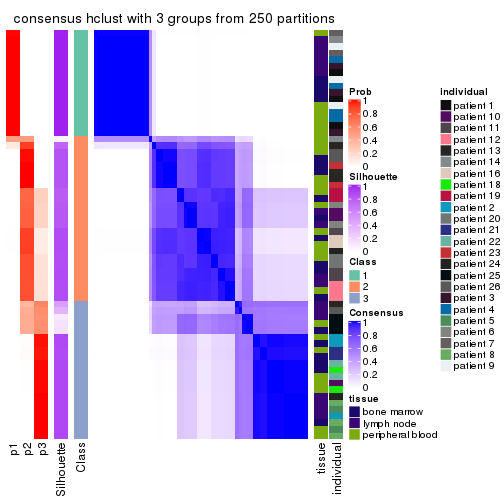 consensus hclust with 3 groups from 250 partitions
Prob
1
0.8
0.6
0.4
0.2
0
Silhouette
1
0.8
0.6
0.4
0.2
0
Class
1
2
3
Consensus
1
0.8
0.6
0.4
0.2
0
tissue
bone marrow
lymph node
peripheral blood
individual
patient 1
patient 10
patient 11
patient 12
patient 13
patient 14
patient 16
patient 18
patient 19
patient 2
patient 20
patient 21
patient 22
patient 23
patient 24
patient 25
patient 26
patient 3
patient 4
patient 5
patient 6
patient 7
patient 8
patient 9
p1
p2
p3
Silhouette
Class
tissue
individual